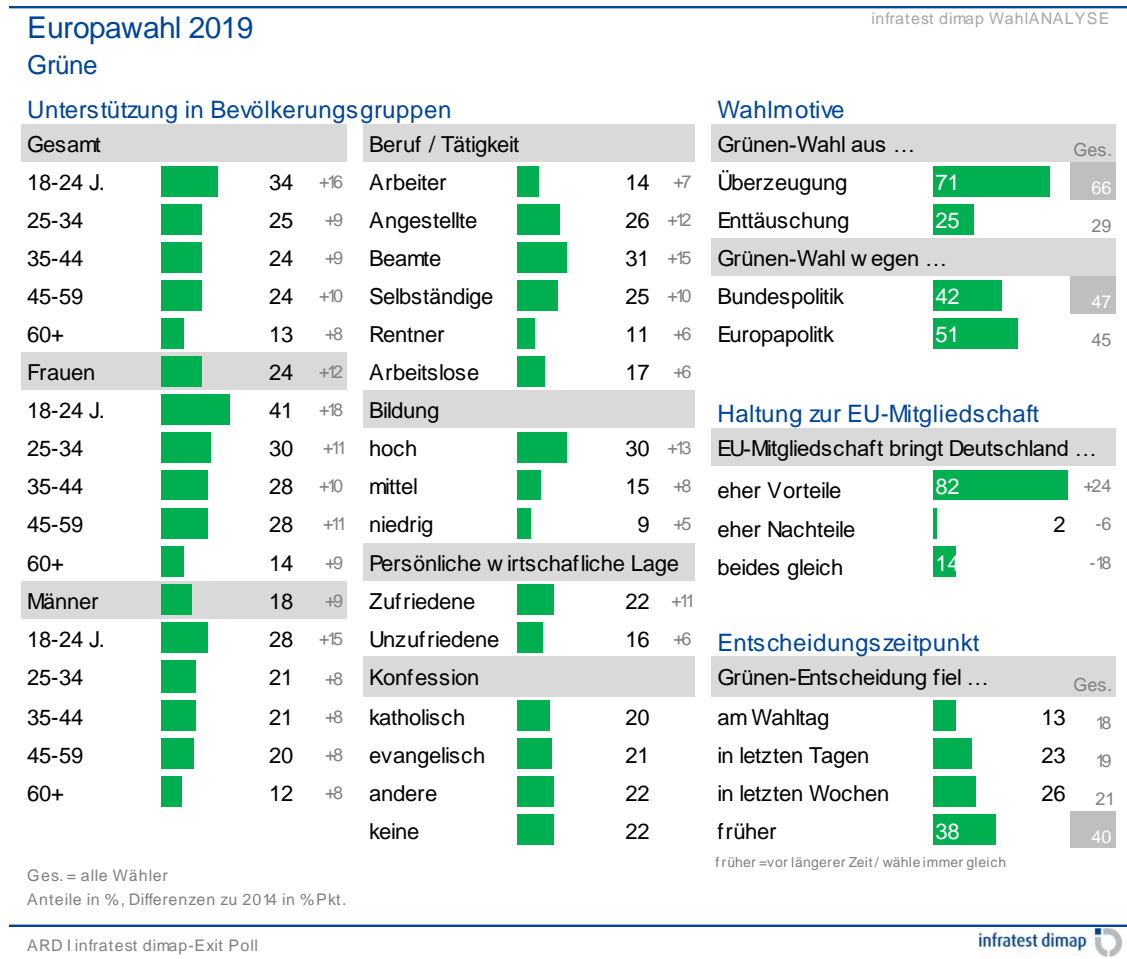 infratest dimap WahlANALYSE
Europawahl 2019
Grüne
Unterstützung in Bevölkerungsgruppen
Gesamt
18-24 J. 34 +16
25-34 25 +9
35-44 24 +9
45-59 24 +10
60+ 13 +8
Frauen 24 +12
18-24 J. 41 +18
25-34 30 +11
35-44 28 +10
45-59 28 +11
60+ 14 +9
Männer 18 +9
18-24 J. 28 +15
25-34 21 +8
35-44 21 +8
45-59 20 +8
60+ 12 +8
Beruf / Tätigkeit
Arbeiter 14 +7
Angestellte 26 +12
Beamte 31 +15
Selbständige 25 +10
Rentner 11 +6
Arbeitslose 17 +6
Bildung
hoch 30 +13
mittel 15 +8
niedrig 9 +5
Persönliche wirtschafliche Lage
Zufriedene 22 +11
Unzufriedene 16 +6
Konfession
katholisch 20
evangelisch 21
andere 22
keine 22
Wahlmotive
Grünen-Wahl aus … Ges.
Überzeugung 71 66
Enttäuschung 25 29
Grünen-Wahl wegen …
Bundespolitik 42 47
Europapolitk 51 45
Haltung zur EU-Mitgliedschaft
EU-Mitgliedschaft bringt Deutschland …
eher Vorteile 82 +24
eher Nachteile 2 -6
beides gleich 14 -18
Entscheidungszeitpunkt
Grünen-Entscheidung fiel … Ges.
am Wahltag 13 18
in letzten Tagen 23 19
in letzten Wochen 26 21
früher 38 40
früher =vor längerer Zeit / wähle immer gleich
Ges. = alle Wähler
Anteile in %, Differenzen zu 2014 in %Pkt.
ARD I infratest dimap-Exit Poll
infratest dimap